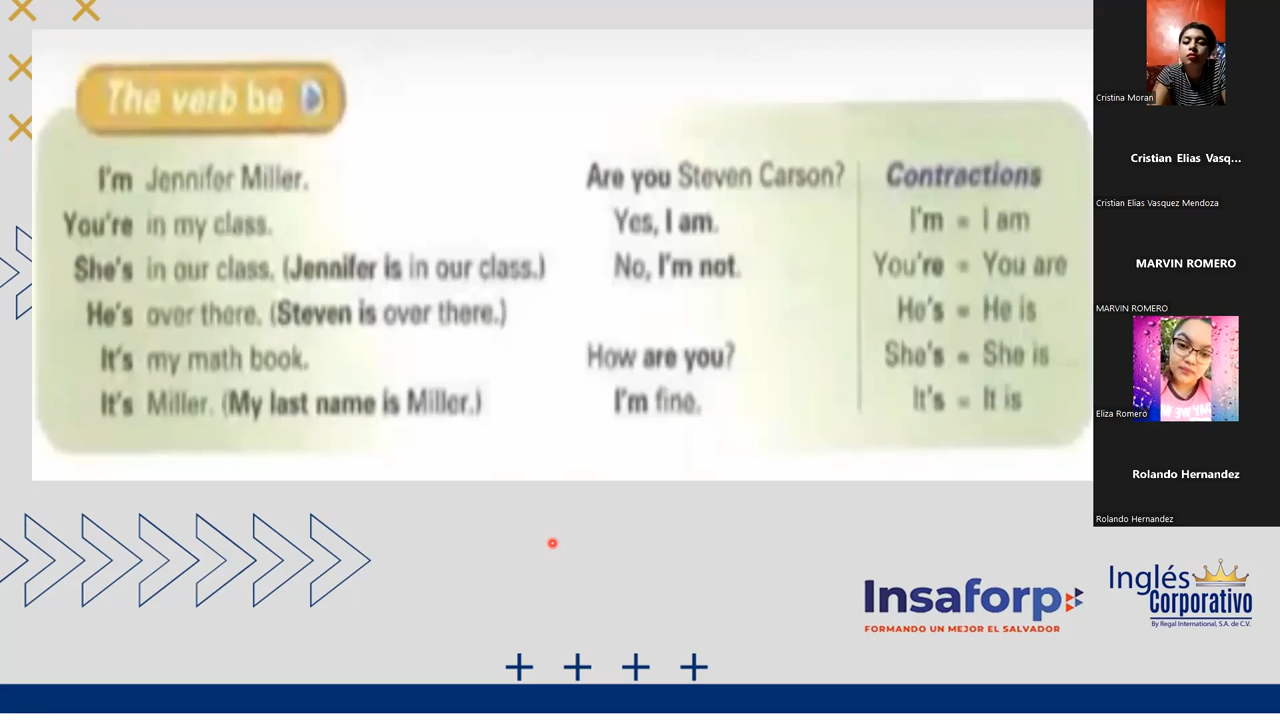 The verb be
I'm Jennifer Miller.
You're in my class.
She's in our class. (Jennifer is in our class.)
He's over there. (Steven is over there.)
It's my math book.
It's Miller. (My last name is Miller.)
Are you Steven Carson?
Yes, I am.
No, I'm not.
How are you?
I'm fine.
Contractions
I'm = I am
You're = You are
He's = He is
She's = She is
It's = It is
Cristina Moran
Cristian Elias Vasq...
Cristian Elias Vasquez Mendoza
MARVIN ROMERO
MARVIN ROMERO
Eliza Romero
Rolando Hernandez
Rolando Hernandez
Insaforp
FORMANDO UN MEJOR EL SALVADOR
Inglés
Corporativo
By Regal International, S.A. de C.V.